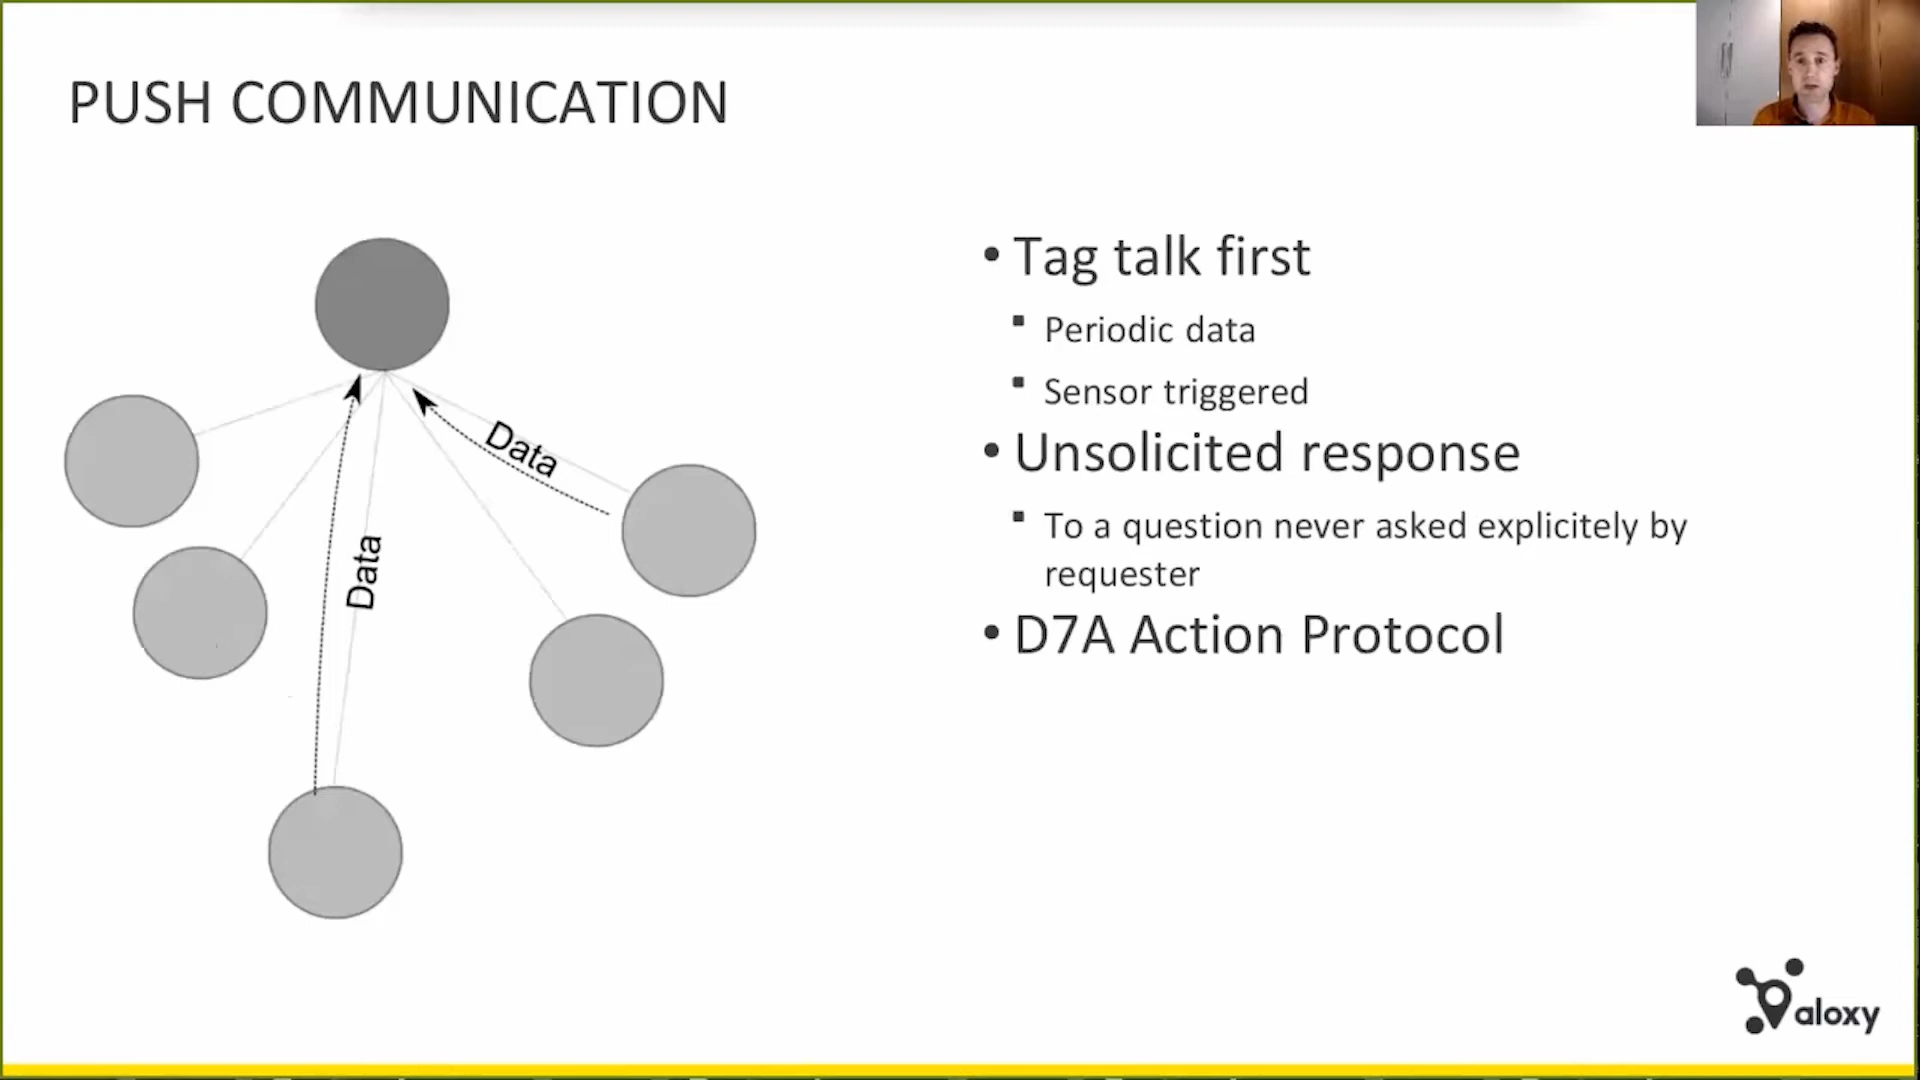 PUSH COMMUNICATION
Data
Data
• Tag talk first
▪ Periodic data
▪ Sensor triggered
• Unsolicited response
▪ To a question never asked explicitely by
requester
• D7A Action Protocol
aloxy